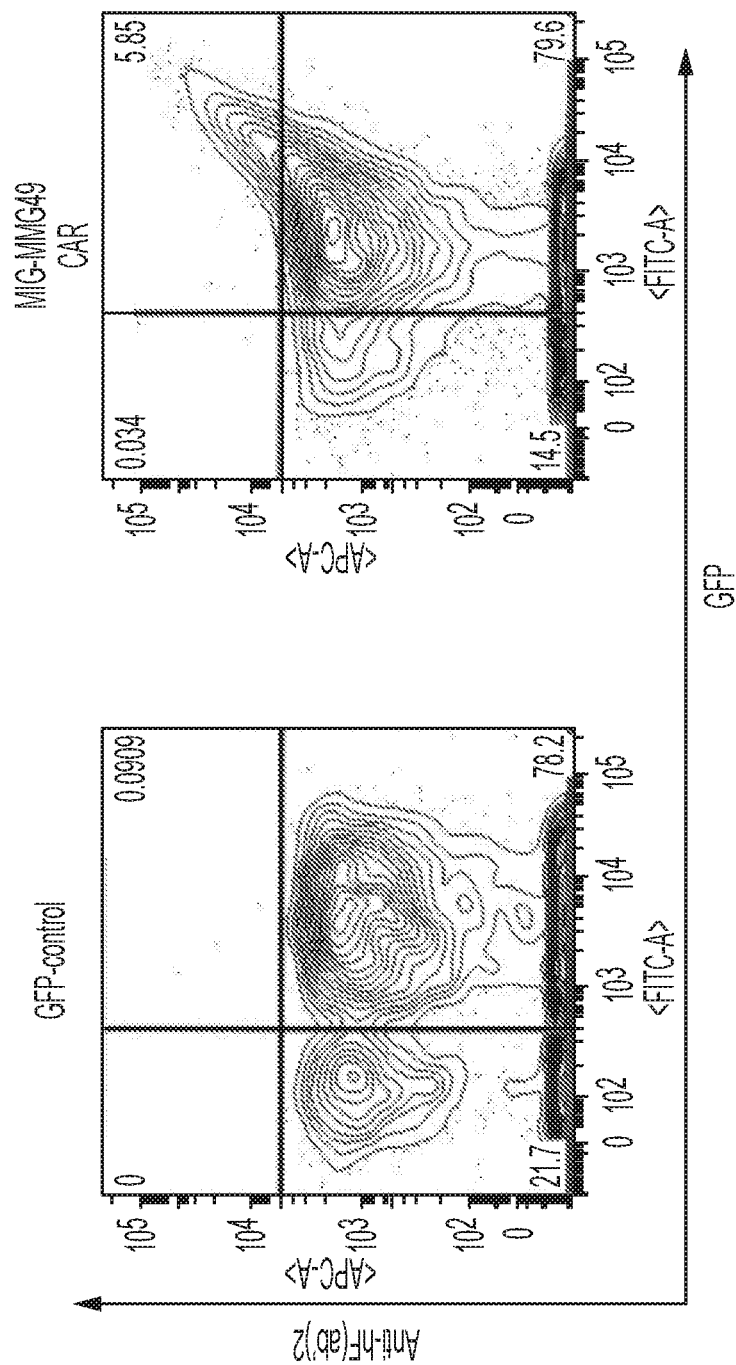 GFP-control
0
0.0909
10⁵
10⁴
10³
10²
0
<APC-A>
21.7
78.2
0 10² 10³ 10⁴ 10⁵
<FITC-A>
MIG-MMG49
CAR
0.034
5.85
10⁵
10⁴
10³
10²
0
<APC-A>
14.5
79.6
0 10² 10³ 10⁴ 10⁵
<FITC-A>
Anti-hF(ab')2
GFP